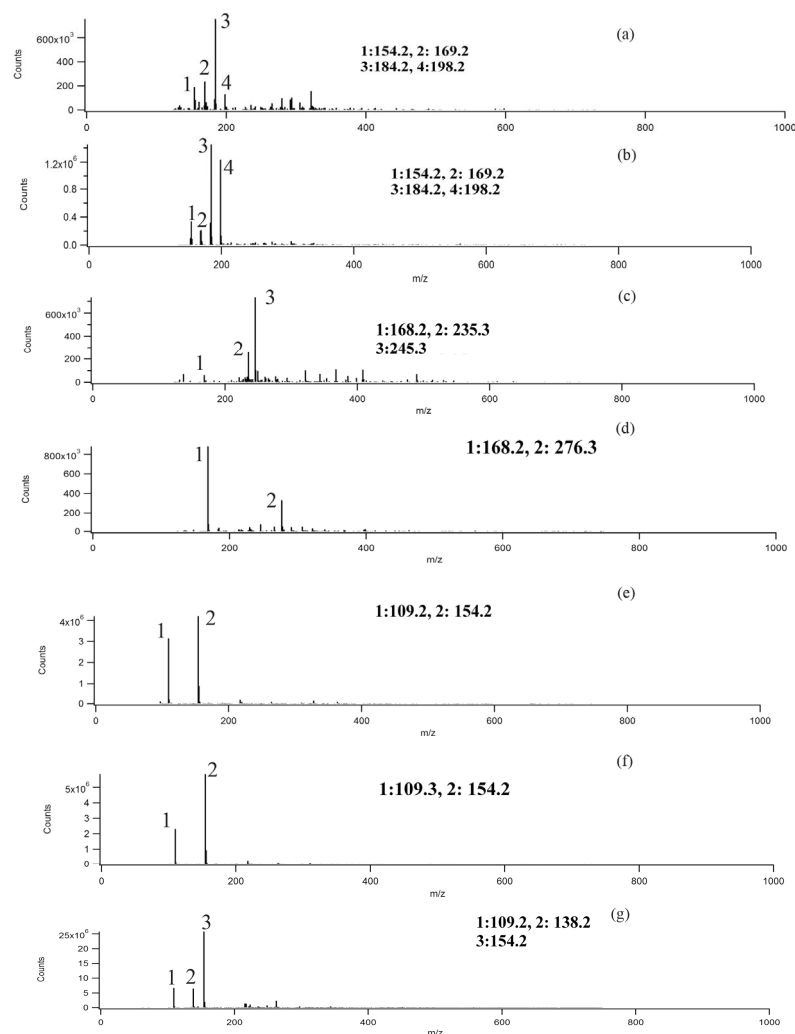 (a)
600x10³
400
200
0
Counts
1
2
3
4
1:154.2, 2: 169.2
3:184.2, 4:198.2
0 200 400 600 800 1000
(b)
1.2x10⁶
0.8
0.4
0.0
Counts
1
2
3
4
1:154.2, 2: 169.2
3:184.2, 4:198.2
0 200 400 600 800 1000
m/z
(c)
600x10³
400
200
0
Counts
1
2
3
1:168.2, 2: 235.3
3:245.3
0 200 400 600 800 1000
(d)
800x10³
600
400
200
0
Counts
1
2
1:168.2, 2: 276.3
0 200 400 600 800 1000
m/z
(e)
4x10⁶
3
2
1
0
Counts
1
2
1:109.2, 2: 154.2
0 200 400 600 800 1000
m/z
(f)
5x10⁶
4
3
2
1
0
Counts
1
2
1:109.3, 2: 154.2
0 200 400 600 800 1000
m/z
(g)
25x10⁶
20
15
10
5
0
Counts
1
2
3
1:109.2, 2: 138.2
3:154.2
0 200 400 600 800 1000
m/z